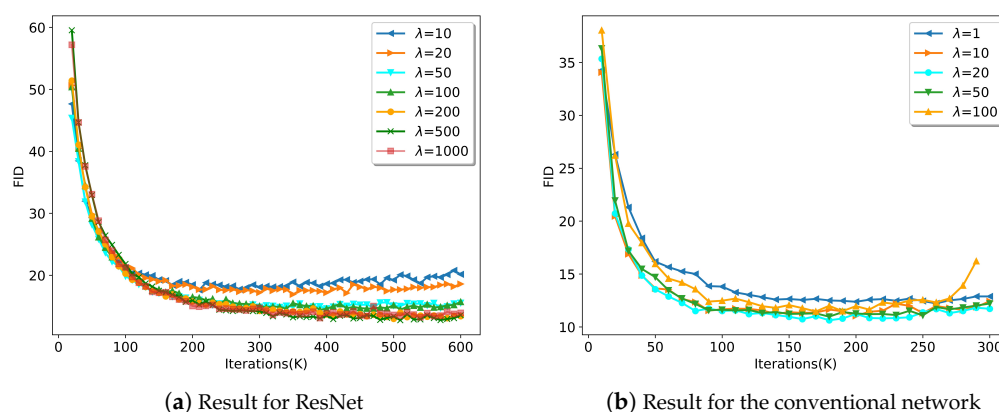 60
50
40
30
20
FID
0
100
200
300
400
500
600
Iterations(K)
λ=10
λ=20
λ=50
λ=100
λ=200
λ=500
λ=1000
(a) Result for ResNet
35
30
25
20
15
10
FID
0
50
100
150
200
250
300
Iterations(K)
λ=1
λ=10
λ=20
λ=50
λ=100
(b) Result for the conventional network